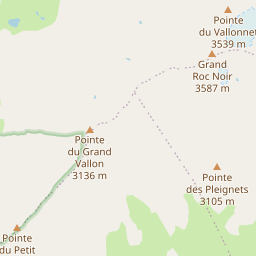 Pointe
du Vallonnet
3539 m
Grand
Roc Noir
3587 m
Pointe
du Grand
Vallon
3136 m
Pointe
des Pleignets
3105 m
Pointe
du Petit